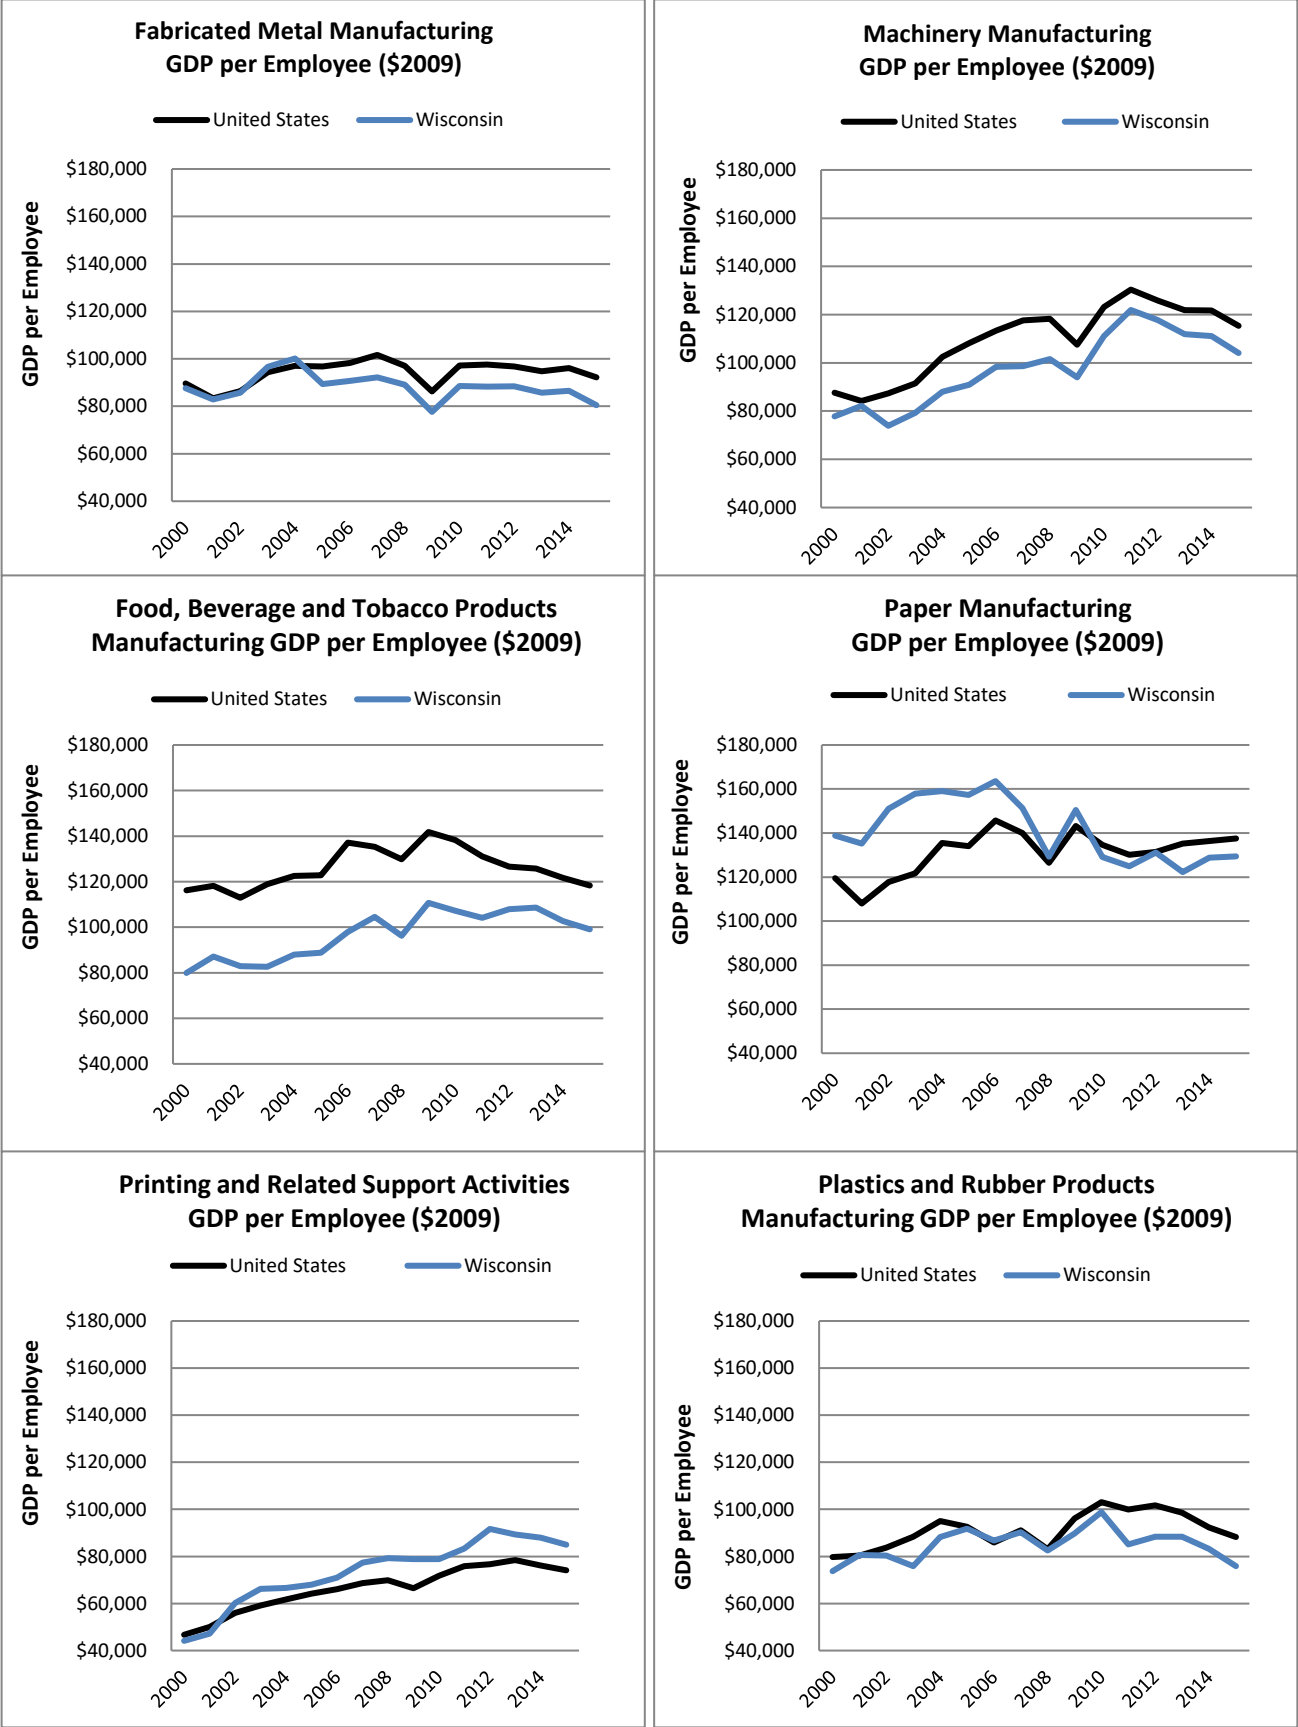 Fabricated Metal Manufacturing
GDP per Employee ($2009)
United States Wisconsin
GDP per Employee
$180,000
$160,000
$140,000
$120,000
$100,000
$80,000
$60,000
$40,000
2000 2002 2004 2006 2008 2010 2012 2014
Machinery Manufacturing
GDP per Employee ($2009)
United States Wisconsin
GDP per Employee
$180,000
$160,000
$140,000
$120,000
$100,000
$80,000
$60,000
$40,000
2000 2002 2004 2006 2008 2010 2012 2014
Food, Beverage and Tobacco Products
Manufacturing GDP per Employee ($2009)
United States Wisconsin
GDP per Employee
$180,000
$160,000
$140,000
$120,000
$100,000
$80,000
$60,000
$40,000
2000 2002 2004 2006 2008 2010 2012 2014
Paper Manufacturing
GDP per Employee ($2009)
United States Wisconsin
GDP per Employee
$180,000
$160,000
$140,000
$120,000
$100,000
$80,000
$60,000
$40,000
2000 2002 2004 2006 2008 2010 2012 2014
Printing and Related Support Activities
GDP per Employee ($2009)
United States Wisconsin
GDP per Employee
$180,000
$160,000
$140,000
$120,000
$100,000
$80,000
$60,000
$40,000
2000 2002 2004 2006 2008 2010 2012 2014
Plastics and Rubber Products
Manufacturing GDP per Employee ($2009)
United States Wisconsin
GDP per Employee
$180,000
$160,000
$140,000
$120,000
$100,000
$80,000
$60,000
$40,000
2000 2002 2004 2006 2008 2010 2012 2014